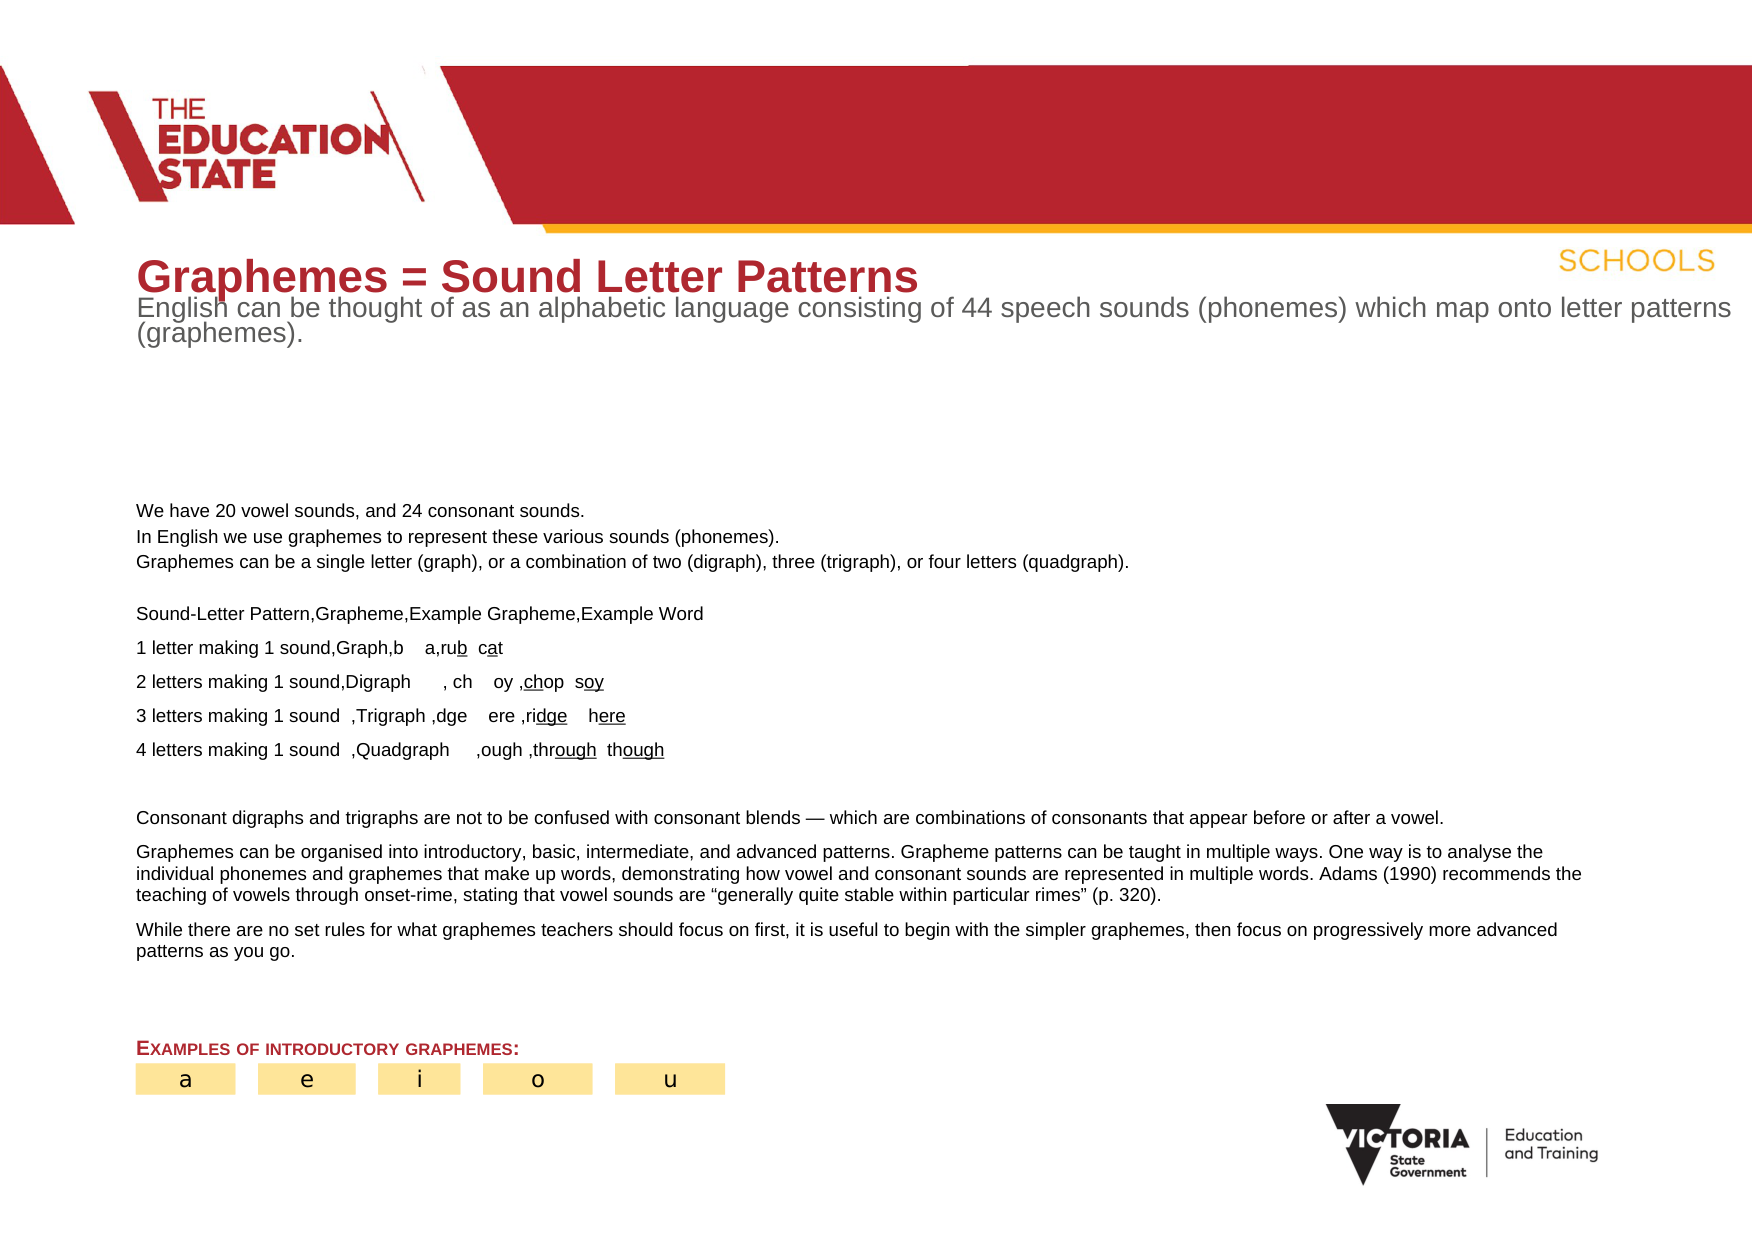 THE
EDUCATION
STATE
SCHOOLS
Graphemes = Sound Letter Patterns
English can be thought of as an alphabetic language consisting of 44 speech sounds (phonemes) which map onto letter patterns
(graphemes).
We have 20 vowel sounds, and 24 consonant sounds.
In English we use graphemes to represent these various sounds (phonemes).
Graphemes can be a single letter (graph), or a combination of two (digraph), three (trigraph), or four letters (quadgraph).
Sound-Letter Pattern,Grapheme,Example Grapheme,Example Word
1 letter making 1 sound,Graph,b    a,rub  cat
2 letters making 1 sound,Digraph      , ch    oy ,chop  soy
3 letters making 1 sound  ,Trigraph ,dge    ere ,ridge    here
4 letters making 1 sound  ,Quadgraph     ,ough ,through  though
Consonant digraphs and trigraphs are not to be confused with consonant blends — which are combinations of consonants that appear before or after a vowel.
Graphemes can be organised into introductory, basic, intermediate, and advanced patterns. Grapheme patterns can be taught in multiple ways. One way is to analyse the
individual phonemes and graphemes that make up words, demonstrating how vowel and consonant sounds are represented in multiple words. Adams (1990) recommends the
teaching of vowels through onset-rime, stating that vowel sounds are “generally quite stable within particular rimes” (p. 320).
While there are no set rules for what graphemes teachers should focus on first, it is useful to begin with the simpler graphemes, then focus on progressively more advanced
patterns as you go.
EXAMPLES OF INTRODUCTORY GRAPHEMES:
a e i o u
VICTORIA
State
Government
Education
and Training